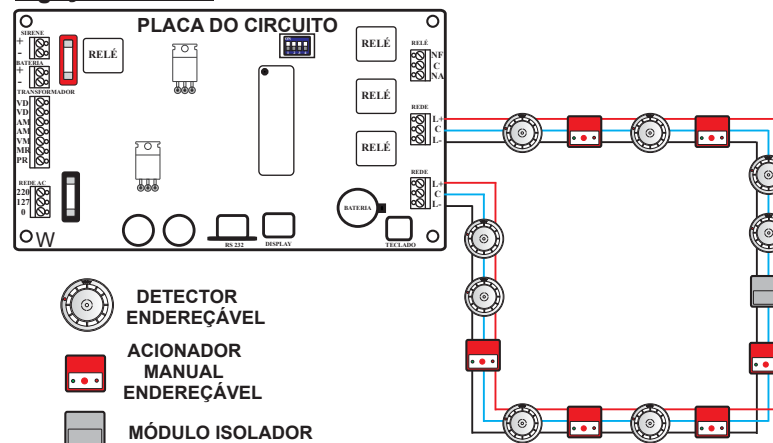 PLACA DO CIRCUITO
SIRENE
+
-
BATERIA
+
-
TRANSFORMADOR
VD
VD
AM
AM
VM
MR
PR
REDE AC
220
127
0
W
RELÉ
RELÉ
RELÉ
RELÉ
RELÉ
NF
C
NA
REDE
L+
C
L-
REDE
L+
C
L-
BATERIA
RS 232
DISPLAY
TECLADO
DETECTOR
ENDEREÇÁVEL
ACIONADOR
MANUAL
ENDEREÇÁVEL
MÓDULO ISOLADOR